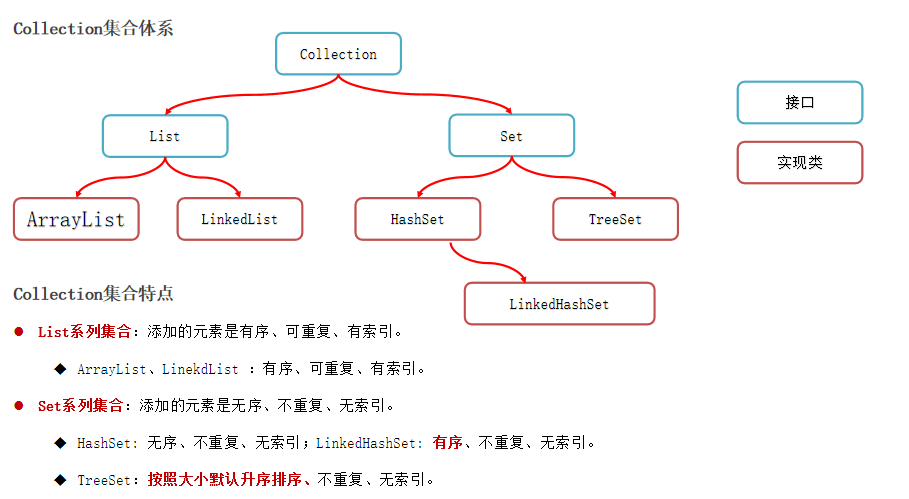 Collection集合体系
Collection
接口
List
Set
实现类
ArrayList
LinkedList
HashSet
TreeSet
LinkedHashSet
Collection集合特点
List系列集合：添加的元素是有序、可重复、有索引。
ArrayList、LinekdList ：有序、可重复、有索引。
Set系列集合：添加的元素是无序、不重复、无索引。
HashSet: 无序、不重复、无索引；LinkedHashSet: 有序、不重复、无索引。
TreeSet：按照大小默认升序排序、不重复、无索引。